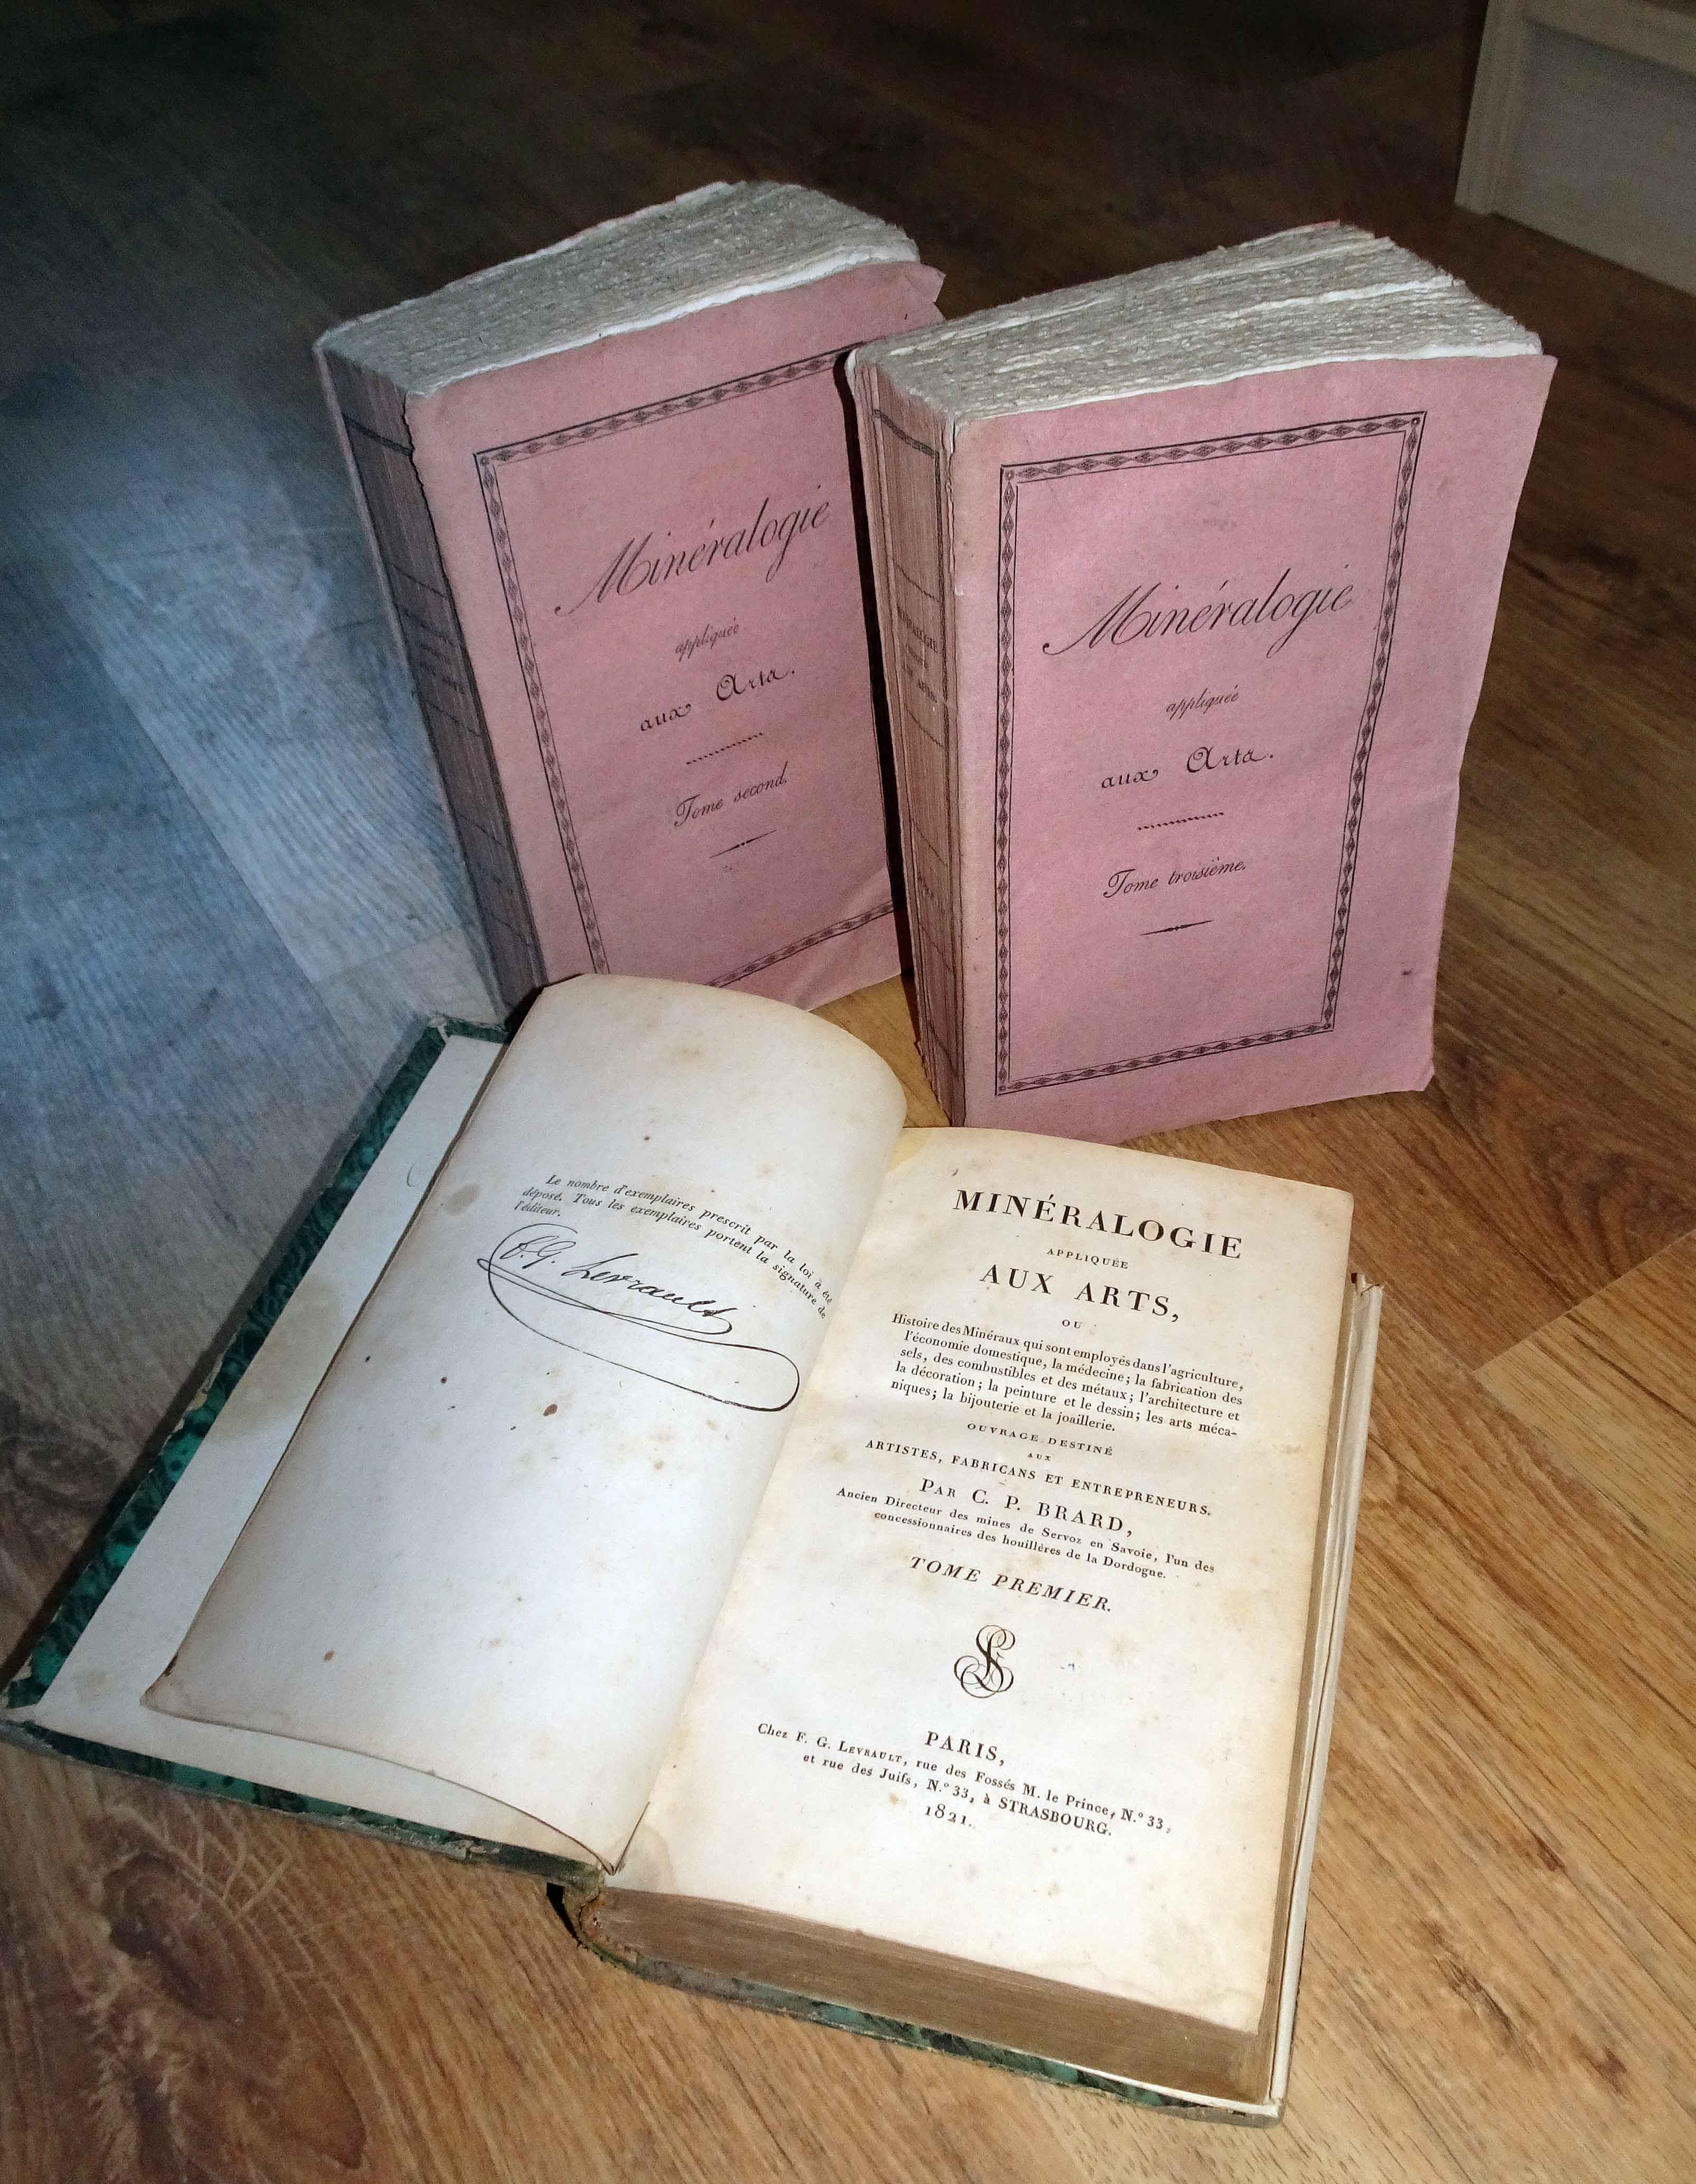 Minéralogie
appliquée
aux Arts.
Tome second.
Minéralogie
appliquée
aux Arts.
Tome troisième.
Le nombre d'exemplaires prescrit par la loi a été
déposé. Tous les exemplaires portent la signature de
l'éditeur.
F. G. Levrault
MINÉRALOGIE
APPLIQUÉE
AUX ARTS,
OU
Histoire des Minéraux qui sont employés dans l'agriculture,
l'économie domestique, la médecine; la fabrication des
sels, des combustibles et des métaux; l'architecture et
la décoration; la peinture et le dessin; les arts méca-
niques; la bijouterie et la joaillerie.
OUVRAGE DESTINÉ
AUX
ARTISTES, FABRICANS ET ENTREPRENEURS.
PAR C. P. BRARD,
Ancien Directeur des mines de Servoz en Savoie, l'un des
concessionnaires des houillères de la Dordogne.
TOME PREMIER.
PARIS,
Chez F. G. LEVRAULT, rue des Fossés M. le Prince, N.° 33,
et rue des Juifs, N.° 33, à STRASBOURG.
1821.